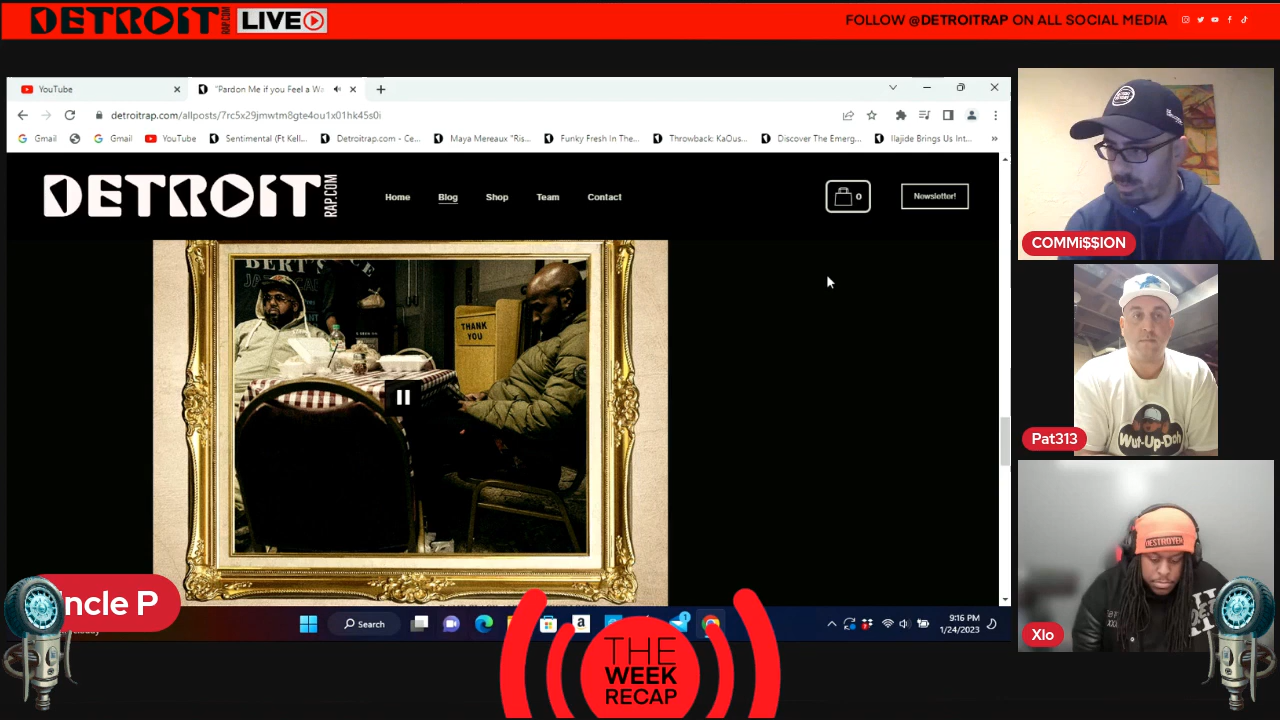 DETROIT RAP.COM LIVE
FOLLOW @DETROITRAP ON ALL SOCIAL MEDIA
YouTube
"Pardon Me if you Feel a Wa
detroitrap.com/allposts/7rc5x29jmwtm8gte4ou1x01hk45s0i
Gmail
Gmail
YouTube
Sentimental (Ft Kell...
Detroitrap.com - Ce...
Maya Mereaux "Ris...
Funky Fresh In The...
Throwback: KaOus...
Discover The Emerg...
Ilajide Brings Us Int...
DETROIT RAP.COM
Home
Blog
Shop
Team
Contact
0
Newsletter!
THANK
YOU
COMMi$$ION
Wut-Up-Doh
Pat313
DESTROYER
Xlo
ncle P
Search
9:16 PM
1/24/2023
THE
WEEK
RECAP